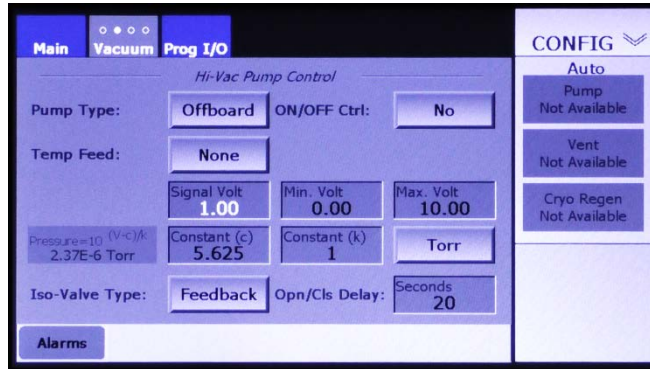 Main Vacuum Prog I/O
CONFIG
Hi-Vac Pump Control
Auto
Pump Type: Offboard ON/OFF Ctrl: No
Pump
Not Available
Temp Feed: None
Vent
Not Available
Signal Volt Min. Volt Max. Volt
1.00 0.00 10.00
Cryo Regen
Not Available
Pressure=10 (V-c)/k
2.37E-6 Torr
Constant (c) Constant (k) Torr
5.625 1
Iso-Valve Type: Feedback Opn/Cls Delay: Seconds
20
Alarms